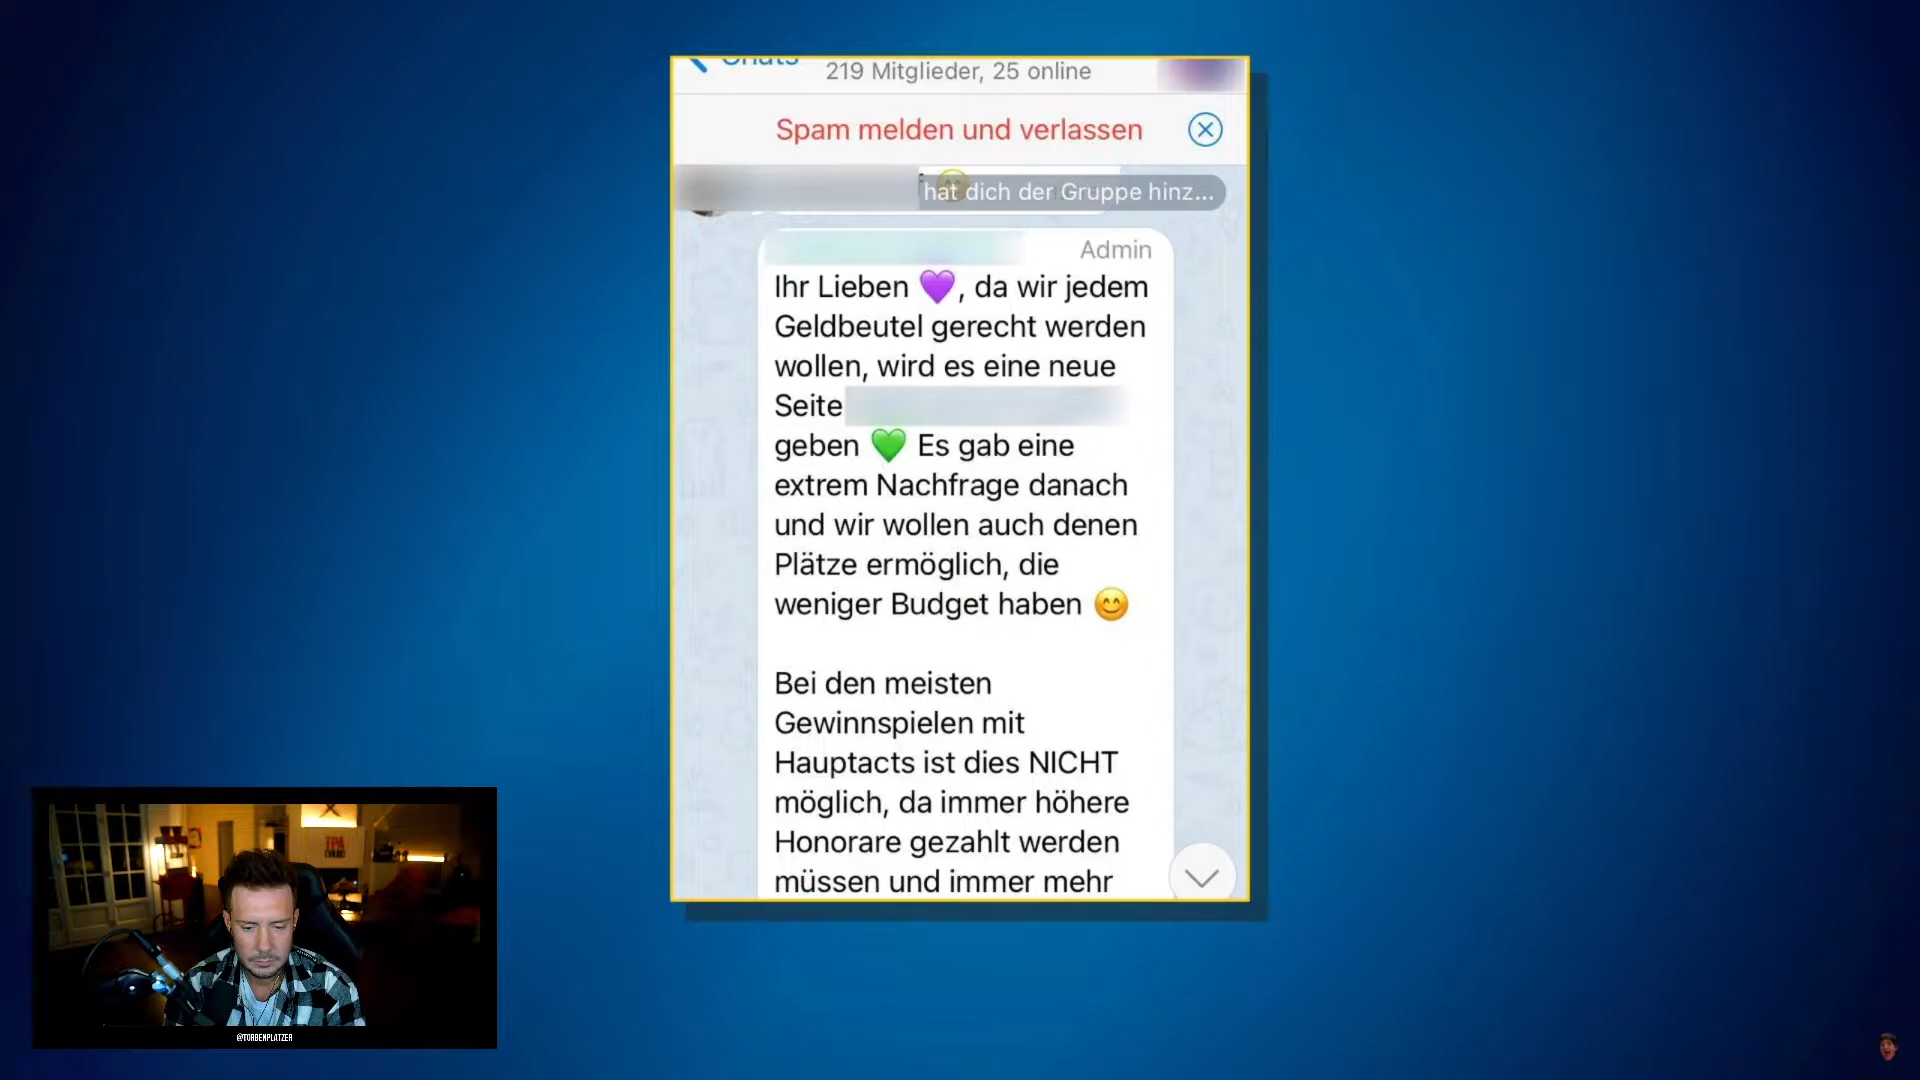 Chats
219 Mitglieder, 25 online
Spam melden und verlassen
hat dich der Gruppe hinz...
Admin
Ihr Lieben 💜, da wir jedem
Geldbeutel gerecht werden
wollen, wird es eine neue
Seite
geben 💚 Es gab eine
extrem Nachfrage danach
und wir wollen auch denen
Plätze ermöglich, die
weniger Budget haben 😊
Bei den meisten
Gewinnspielen mit
Hauptacts ist dies NICHT
möglich, da immer höhere
Honorare gezahlt werden
müssen und immer mehr
TPA
@TORBENPLATZER